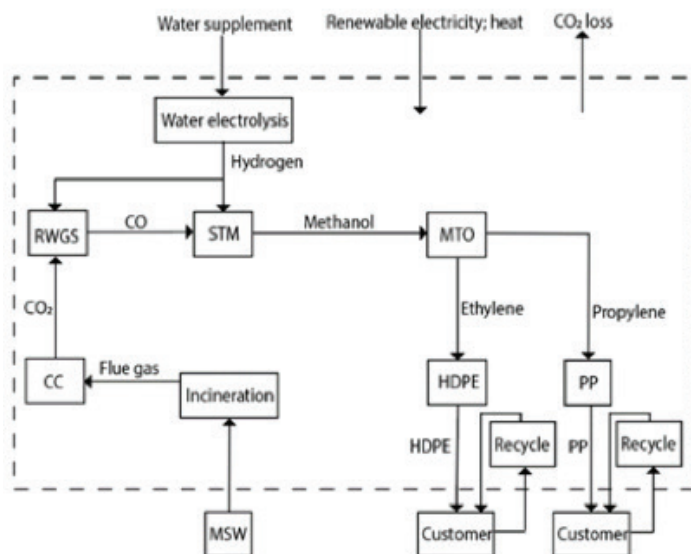 Water supplement
Renewable electricity; heat
CO₂ loss
Water electrolysis
Hydrogen
RWGS
CO
STM
Methanol
MTO
CO₂
Ethylene
Propylene
CC
Flue gas
Incineration
HDPE
PP
HDPE
Recycle
PP
Recycle
MSW
Customer
Customer